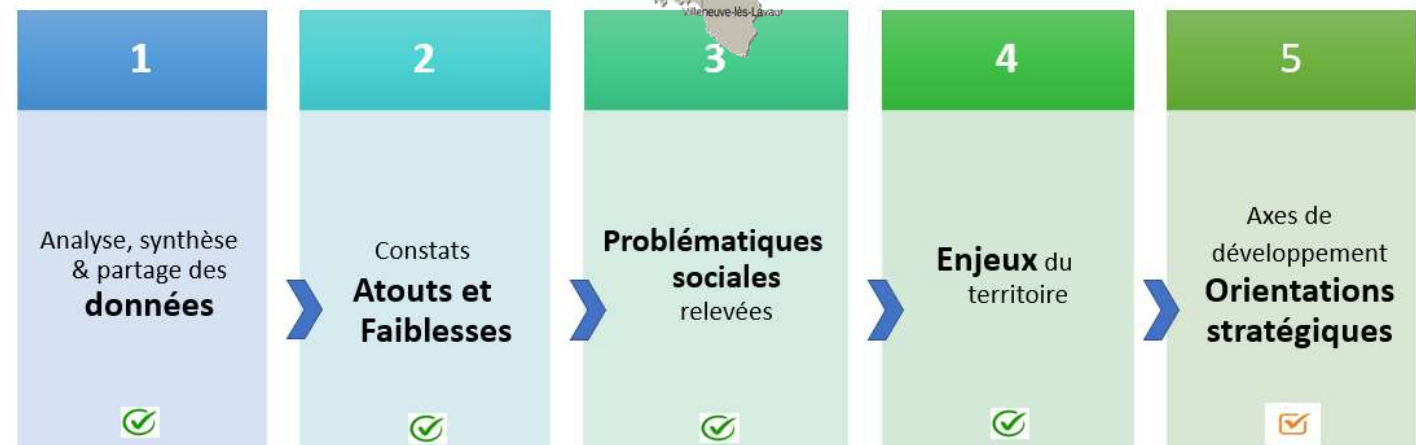 Villeneuve-lès-Lavaur
1
2
3
4
5
Analyse, synthèse
& partage des
données
Constats
Atouts et
Faiblesses
Problématiques
sociales
relevées
Enjeux du
territoire
Axes de
développement
Orientations
stratégiques